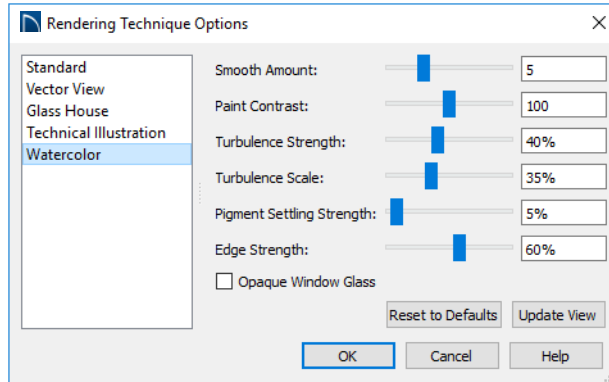 Rendering Technique Options
Standard
Vector View
Glass House
Technical Illustration
Watercolor
Smooth Amount: 5
Paint Contrast: 100
Turbulence Strength: 40%
Turbulence Scale: 35%
Pigment Settling Strength: 5%
Edge Strength: 60%
Opaque Window Glass
Reset to Defaults Update View
OK Cancel Help